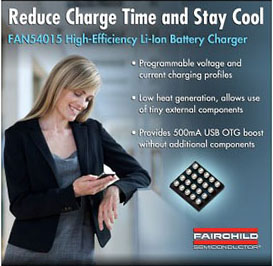 Reduce Charge Time and Stay Cool
FAN54015 High-Efficiency Li-Ion Battery Charger
• Programmable voltage and
current charging profiles
• Low heat generation, allows use
of tiny external components
• Provides 500mA USB OTG boost
without additional components
FAIRCHILD
SEMICONDUCTOR®